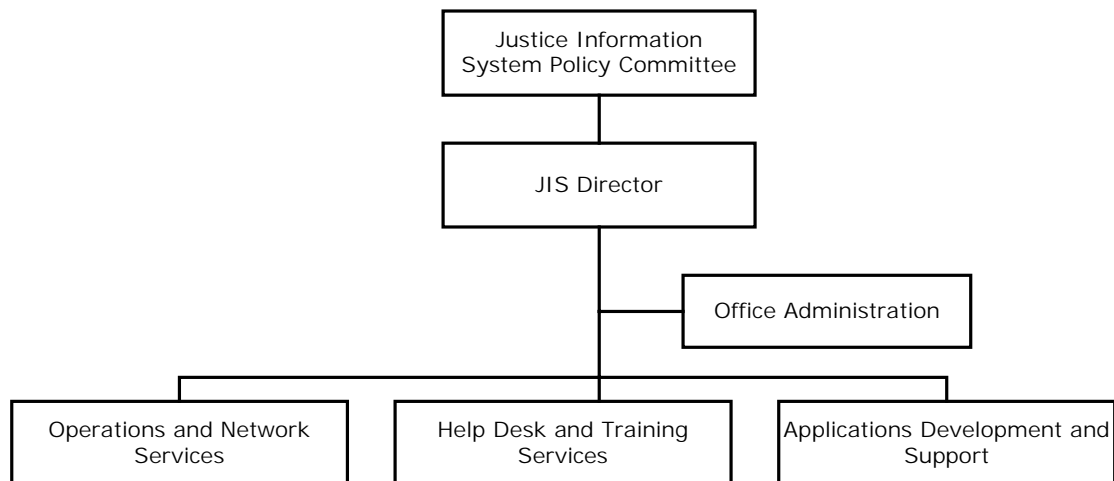 Justice Information
System Policy Committee
JIS Director
Office Administration
Operations and Network
Services
Help Desk and Training
Services
Applications Development and
Support